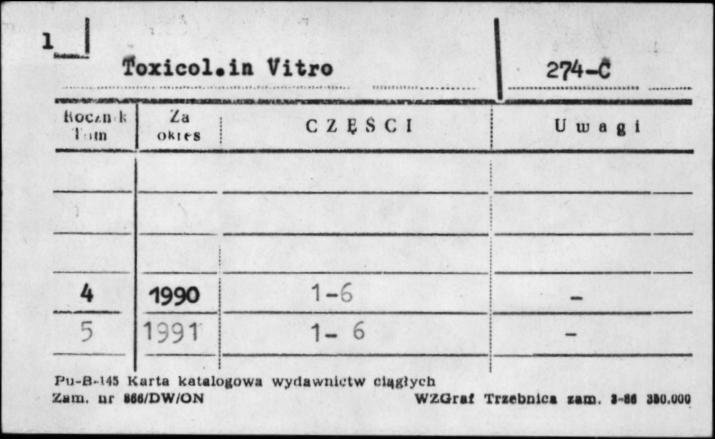 1
Toxicol.in Vitro 274-C
Rocznik Za CZĘŚCI Uwagi
Tom okres
4 1990 1-6 –
5 1991 1- 6 –
Pu-B-145 Karta katalogowa wydawnictw ciągłych
Zam. nr 866/DW/ON WZGraf Trzebnica zam. 3-86 350.000